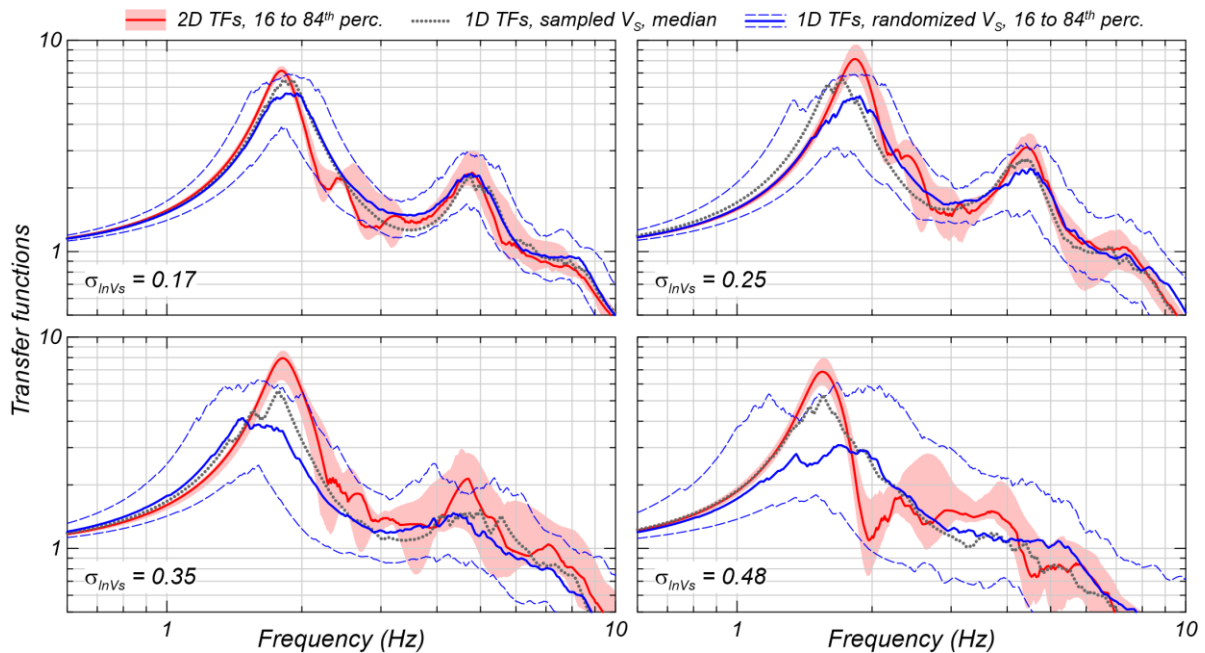 2D TFs, 16 to 84th perc. 1D TFs, sampled VS, median 1D TFs, randomized VS, 16 to 84th perc.
10
1
σlnVs = 0.17
σlnVs = 0.25
10
1
σlnVs = 0.35
σlnVs = 0.48
Transfer functions
1 10 1 10
Frequency (Hz) Frequency (Hz)